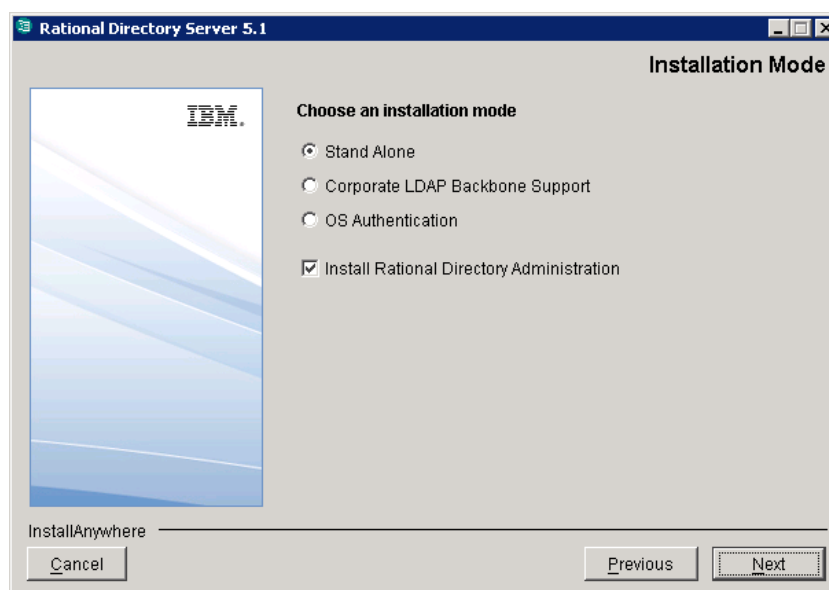 Rational Directory Server 5.1
Installation Mode
IBM.
Choose an installation mode
Stand Alone
Corporate LDAP Backbone Support
OS Authentication
Install Rational Directory Administration
InstallAnywhere
Cancel
Previous
Next